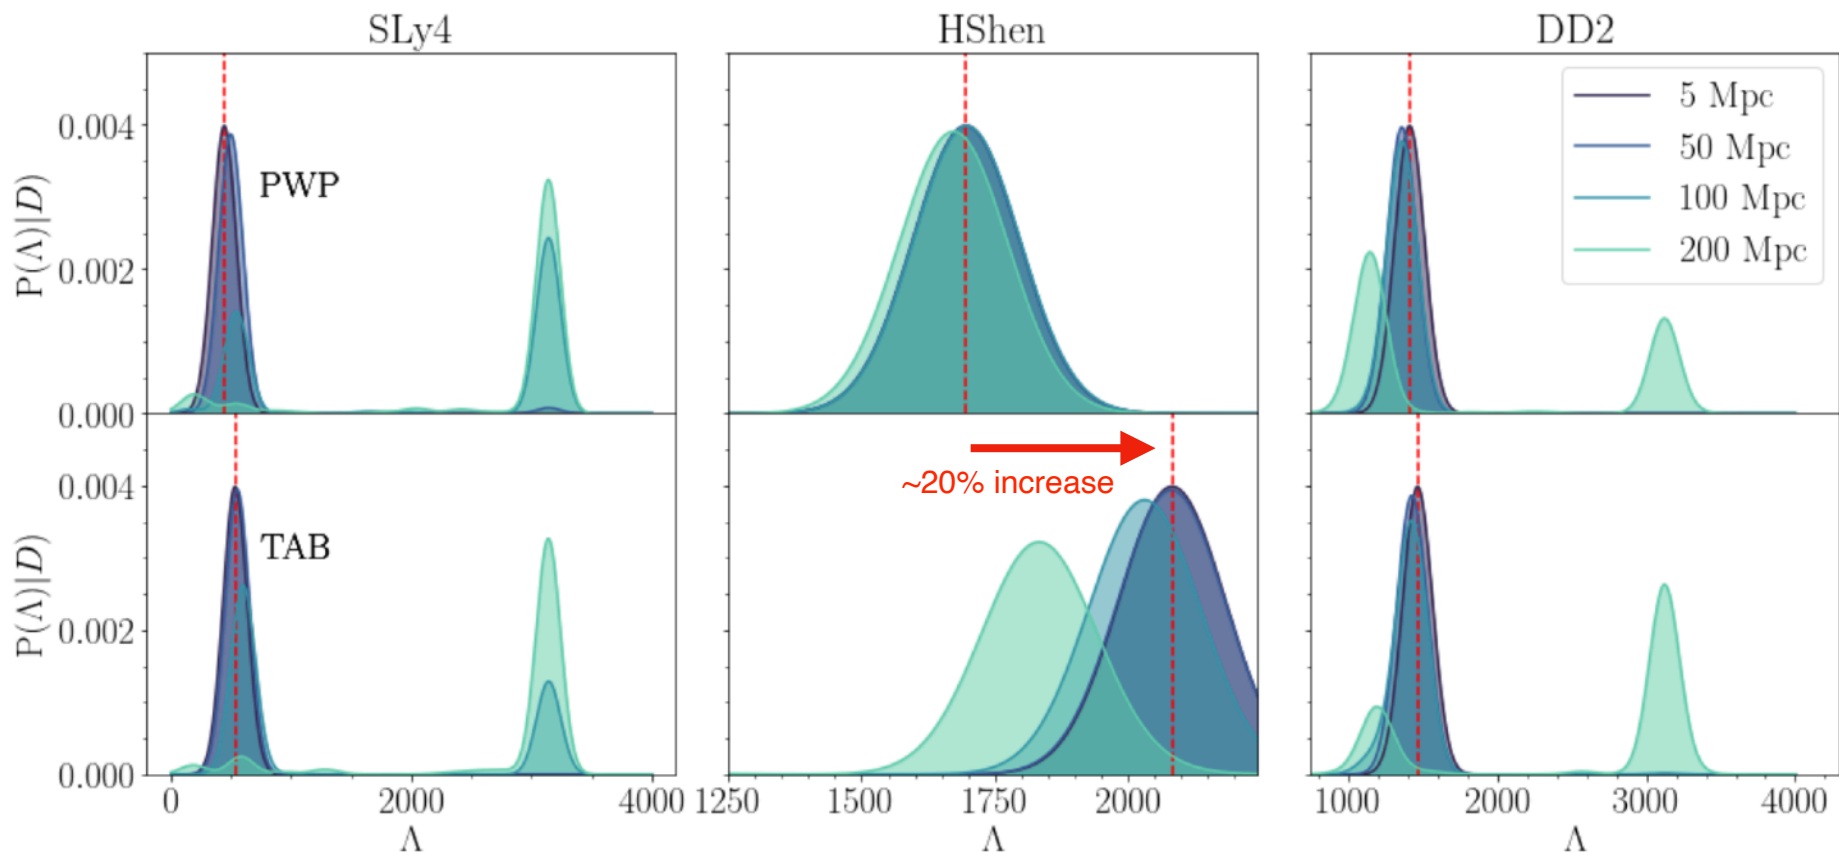 SLy4
HShen
DD2
P(Λ)|D)
0.004
0.002
0.000
PWP
5 Mpc
50 Mpc
100 Mpc
200 Mpc
P(Λ)|D)
0.004
0.002
0.000
TAB
~20% increase
0 2000 4000
1250 1500 1750 2000
1000 2000 3000 4000
Λ
Λ
Λ